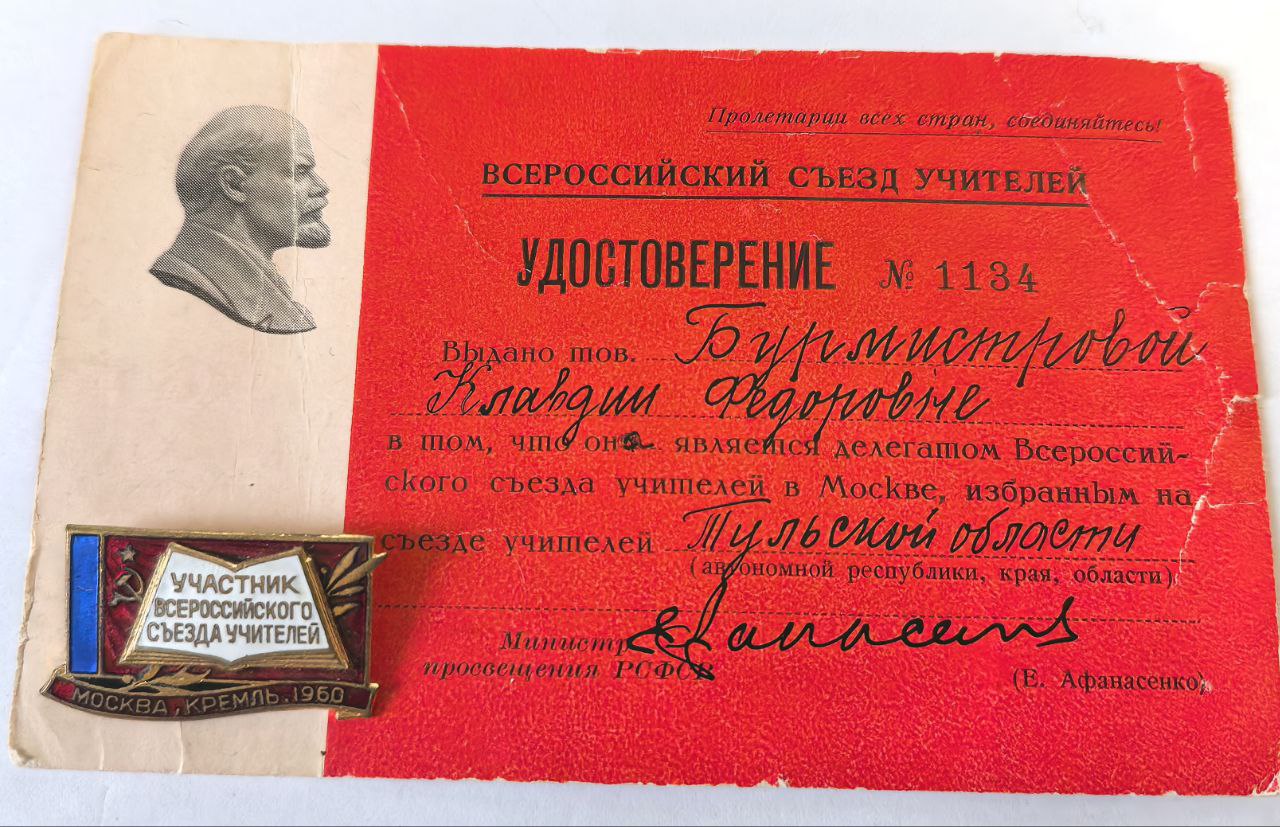 Пролетарии всех стран, соединяйтесь!
ВСЕРОССИЙСКИЙ СЪЕЗД УЧИТЕЛЕЙ
УДОСТОВЕРЕНИЕ № 1134
Выдано тов. Бурмистровой
Клавдии Федоровне
в том, что она является делегатом Всероссий-
ского съезда учителей в Москве, избранным на
съезде учителей Тульской области
(автономной республики, края, области)
Министр
просвещения РСФСР
(Е. Афанасенко)
УЧАСТНИК
ВСЕРОССИЙСКОГО
СЪЕЗДА УЧИТЕЛЕЙ
МОСКВА, КРЕМЛЬ. 1960